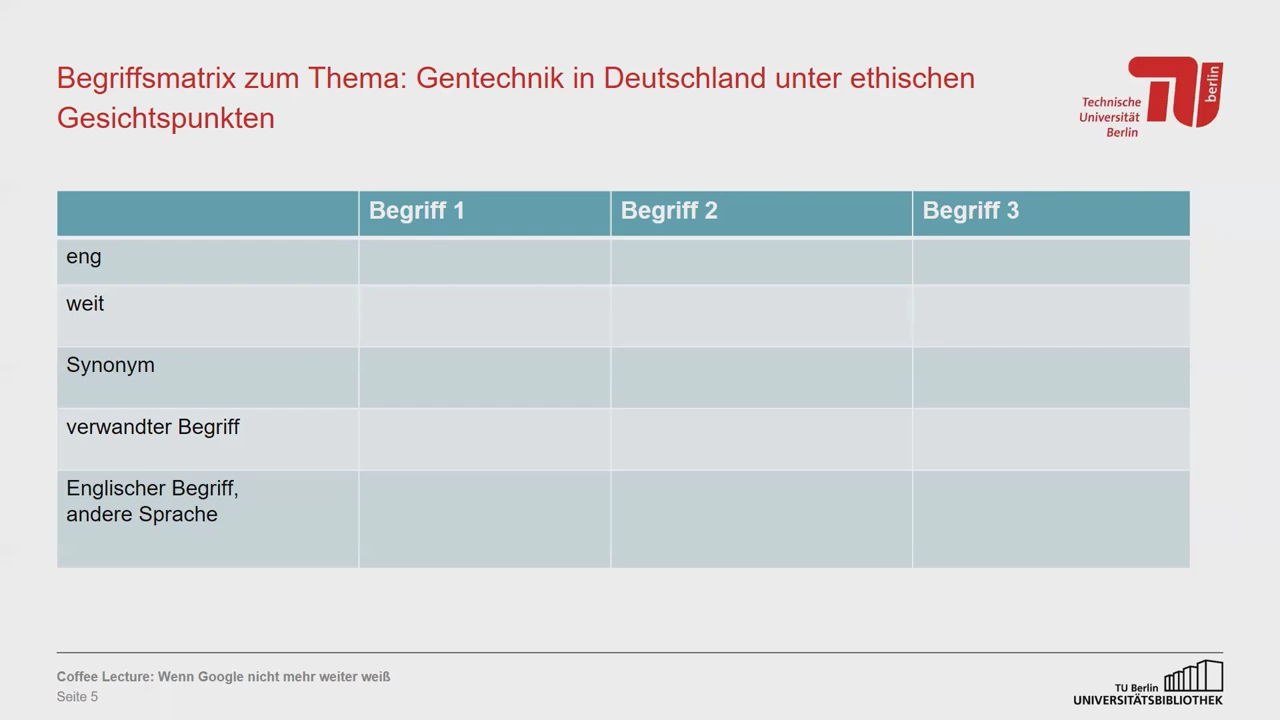 Begriffsmatrix zum Thema: Gentechnik in Deutschland unter ethischen
Gesichtspunkten
Technische
Universität
Berlin
berlin
Begriff 1 Begriff 2 Begriff 3
eng
weit
Synonym
verwandter Begriff
Englischer Begriff,
andere Sprache
Coffee Lecture: Wenn Google nicht mehr weiter weiß
Seite 5
TU Berlin
UNIVERSITÄTSBIBLIOTHEK